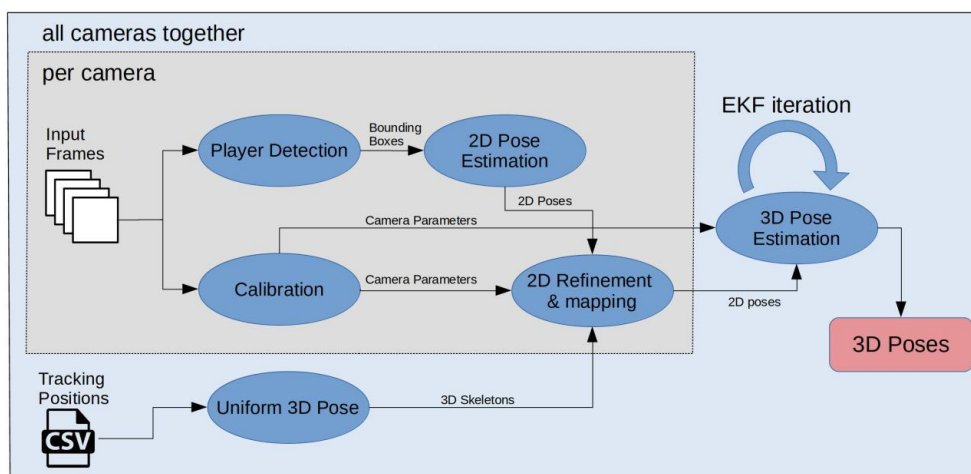 all cameras together
per camera
EKF iteration
Input
Frames
Player Detection
Bounding
Boxes
2D Pose
Estimation
2D Poses
Camera Parameters
3D Pose
Estimation
Calibration
Camera Parameters
2D Refinement
& mapping
2D poses
3D Poses
Tracking
Positions
CSV
Uniform 3D Pose
3D Skeletons